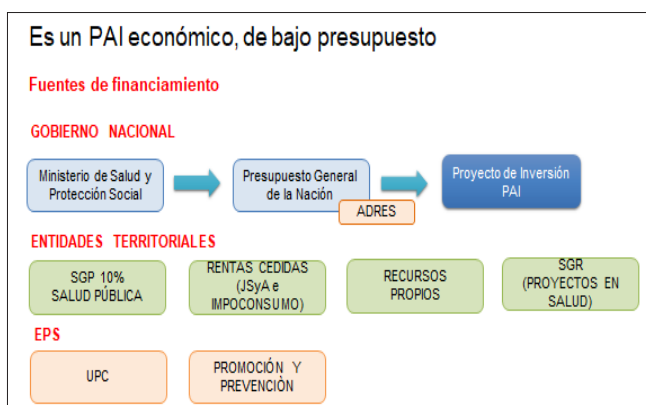 Es un PAI económico, de bajo presupuesto
Fuentes de financiamiento
GOBIERNO NACIONAL
Ministerio de Salud y
Protección Social
Presupuesto General
de la Nación
ADRES
Proyecto de Inversión
PAI
ENTIDADES TERRITORIALES
SGP 10%
SALUD PÚBLICA
RENTAS CEDIDAS
(JSyA e
IMPOCONSUMO)
RECURSOS
PROPIOS
SGR
(PROYECTOS EN
SALUD)
EPS
UPC
PROMOCIÓN Y
PREVENCIÒN